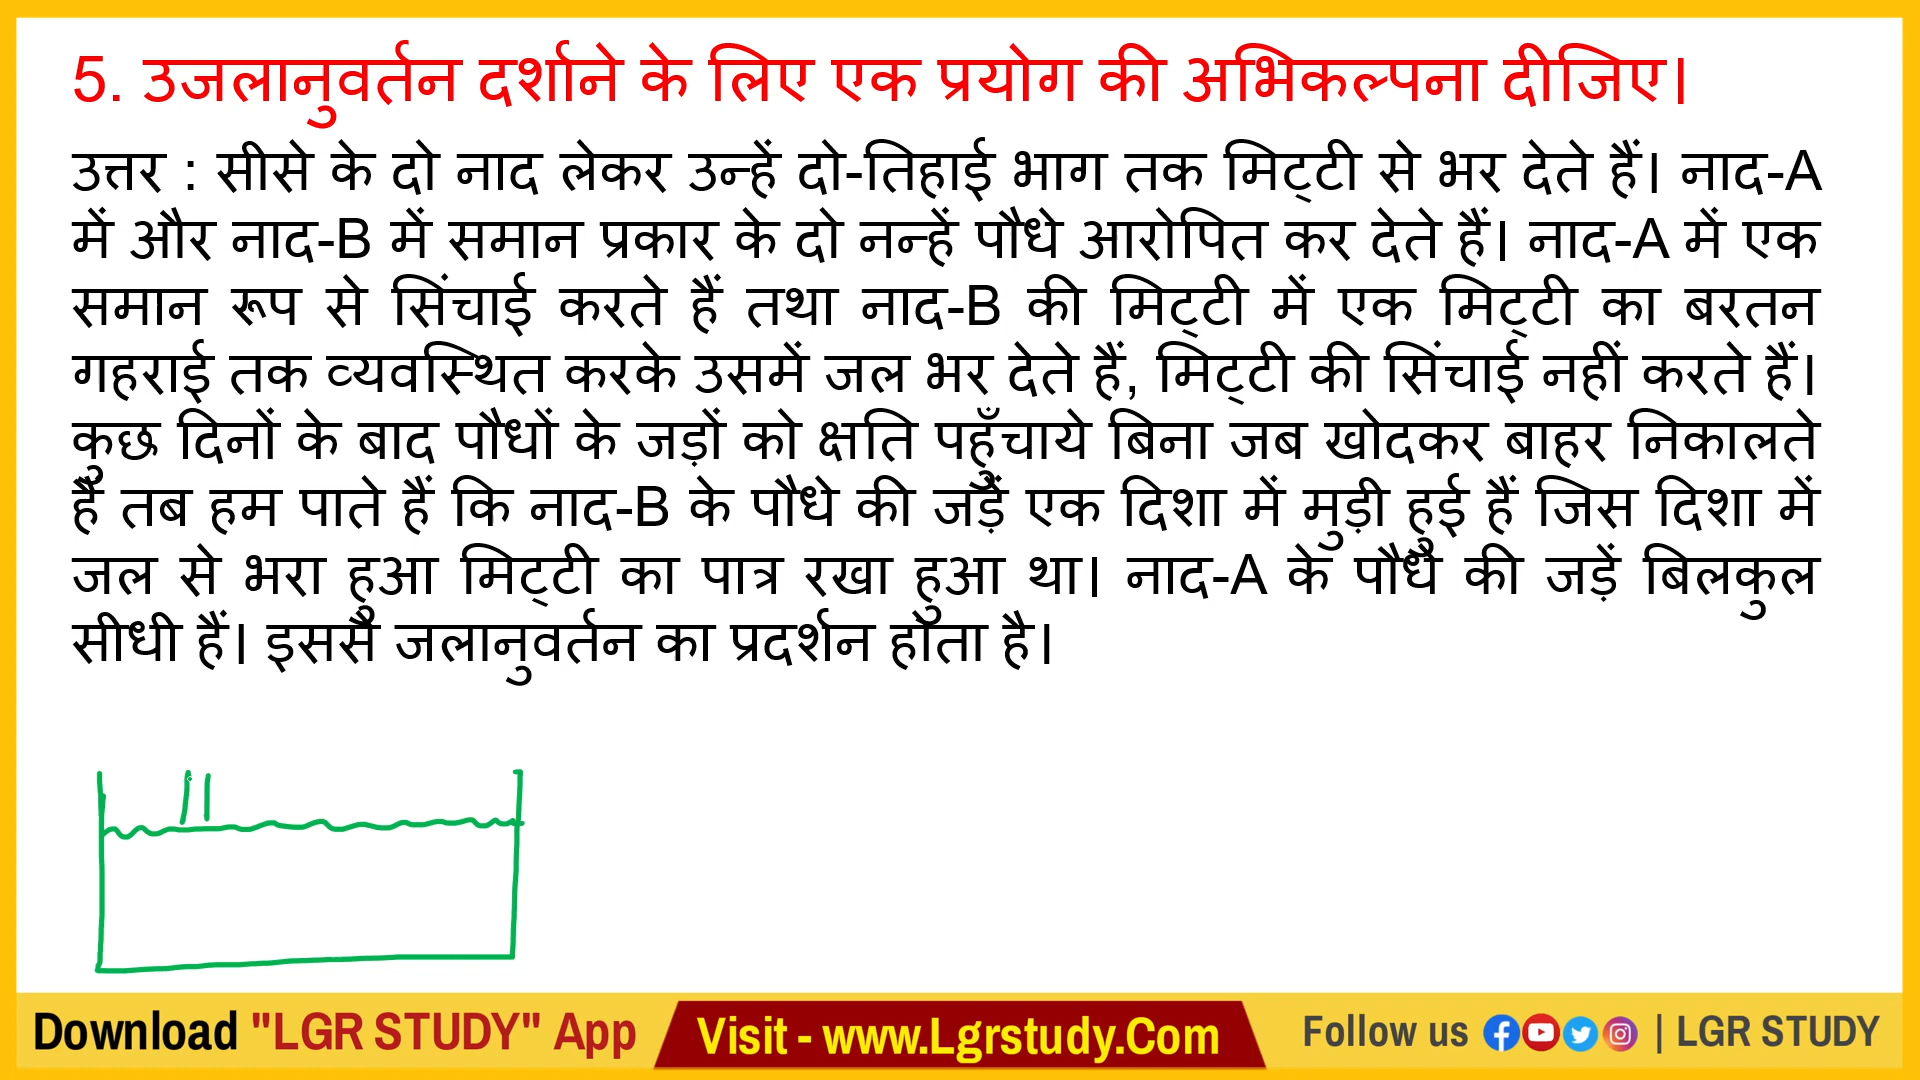 5. उजलानुवर्तन दर्शाने के लिए एक प्रयोग की अभिकल्पना दीजिए।
उत्तर : सीसे के दो नाद लेकर उन्हें दो-तिहाई भाग तक मिट्टी से भर देते हैं। नाद-A
में और नाद-B में समान प्रकार के दो नन्हें पौधे आरोपित कर देते हैं। नाद-A में एक
समान रूप से सिंचाई करते हैं तथा नाद-B की मिट्टी में एक मिट्टी का बरतन
गहराई तक व्यवस्थित करके उसमें जल भर देते हैं, मिट्टी की सिंचाई नहीं करते हैं।
कुछ दिनों के बाद पौधों के जड़ों को क्षति पहुँचाये बिना जब खोदकर बाहर निकालते
हैं तब हम पाते हैं कि नाद-B के पौधे की जड़ें एक दिशा में मुड़ी हुई हैं जिस दिशा में
जल से भरा हुआ मिट्टी का पात्र रखा हुआ था। नाद-A के पौधे की जड़ें बिलकुल
सीधी हैं। इससे जलानुवर्तन का प्रदर्शन होता है।
Download "LGR STUDY" App Visit - www.Lgrstudy.Com Follow us | LGR STUDY